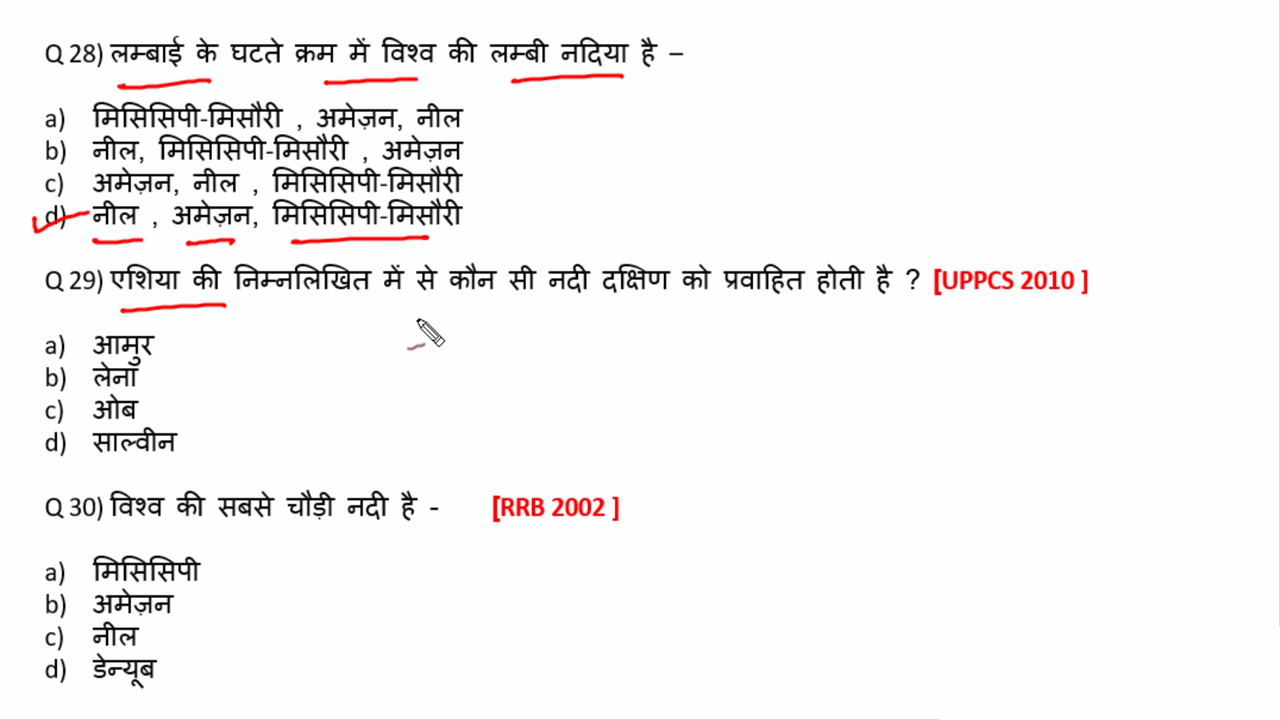 Q 28) लम्बाई के घटते क्रम में विश्व की लम्बी नदिया है –
a) मिसिसिपी-मिसौरी , अमेज़न, नील
b) नील, मिसिसिपी-मिसौरी , अमेज़न
c) अमेज़न, नील , मिसिसिपी-मिसौरी
d) नील , अमेज़न, मिसिसिपी-मिसौरी
Q 29) एशिया की निम्नलिखित में से कौन सी नदी दक्षिण को प्रवाहित होती है ? [UPPCS 2010 ]
a) आमुर
b) लेना
c) ओब
d) साल्वीन
Q 30) विश्व की सबसे चौड़ी नदी है - [RRB 2002 ]
a) मिसिसिपी
b) अमेज़न
c) नील
d) डेन्यूब